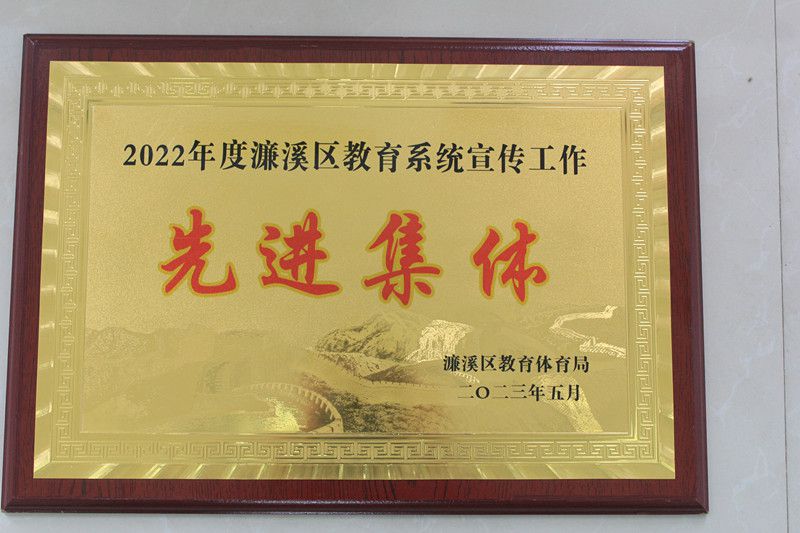 2022年度濂溪区教育系统宣传工作
先进集体
濂溪区教育体育局
二〇二三年五月